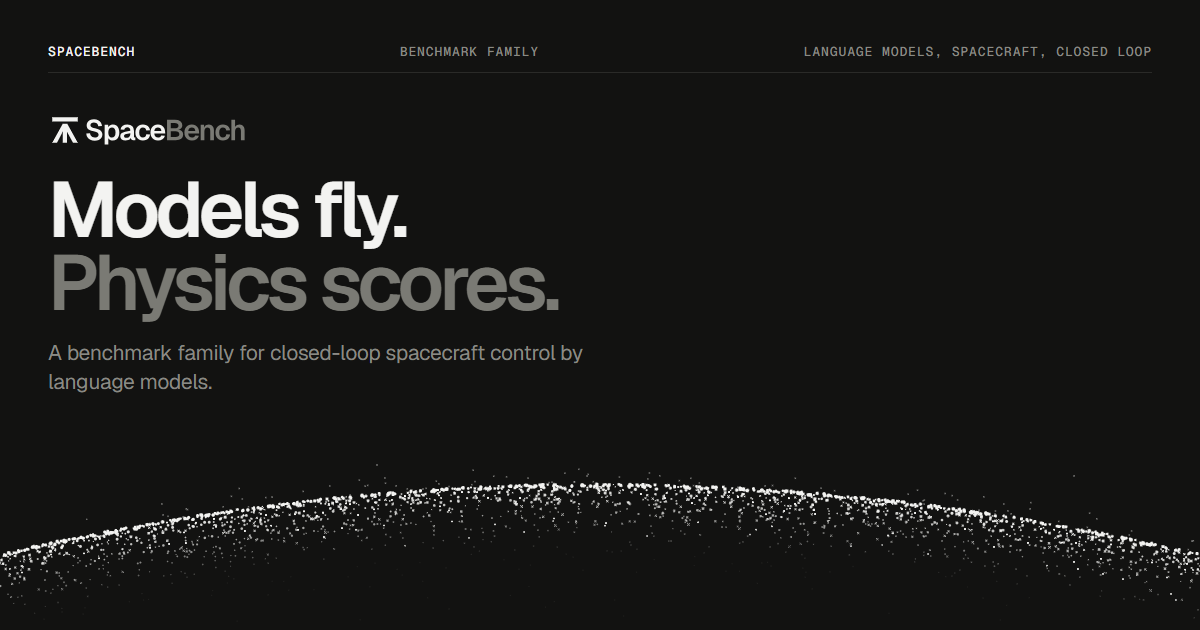 SPACEBENCH
BENCHMARK FAMILY
LANGUAGE MODELS, SPACECRAFT, CLOSED LOOP
SpaceBench
Models fly.
Physics scores.
A benchmark family for closed-loop spacecraft control by
language models.